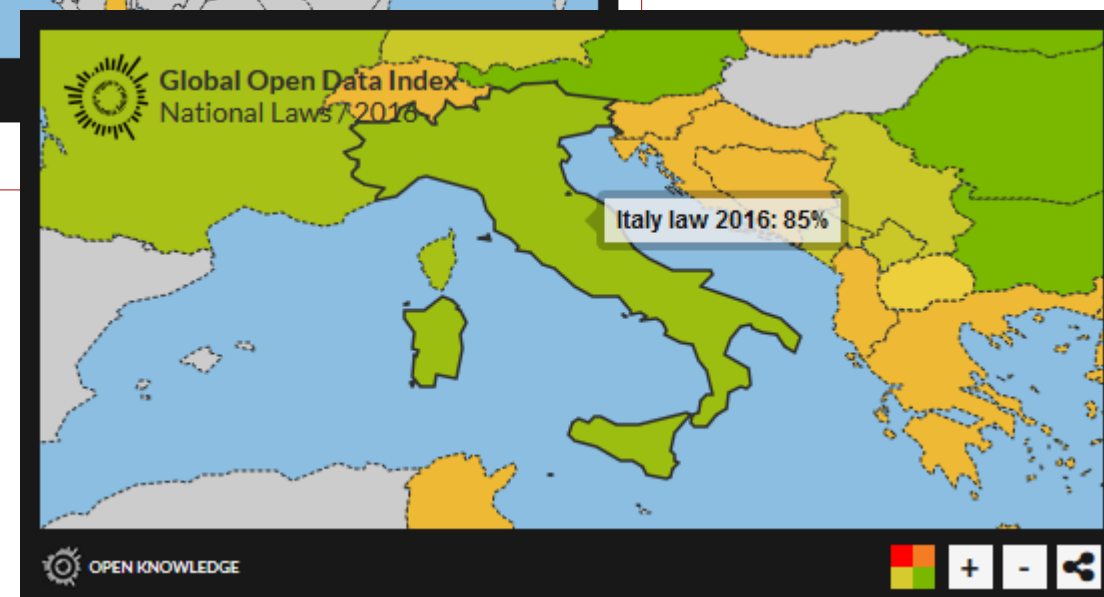 Global Open Data Index
National Laws / 2016
Italy law 2016: 85%
OPEN KNOWLEDGE
+
-